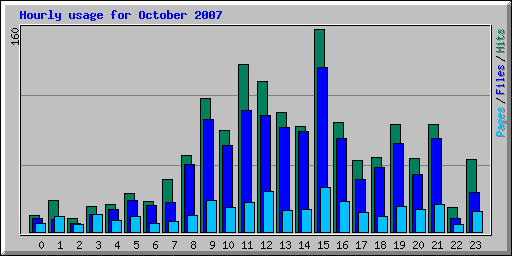 Hourly usage for October 2007
160
Pages / Files / Hits
0 1 2 3 4 5 6 7 8 9 10 11 12 13 14 15 16 17 18 19 20 21 22 23